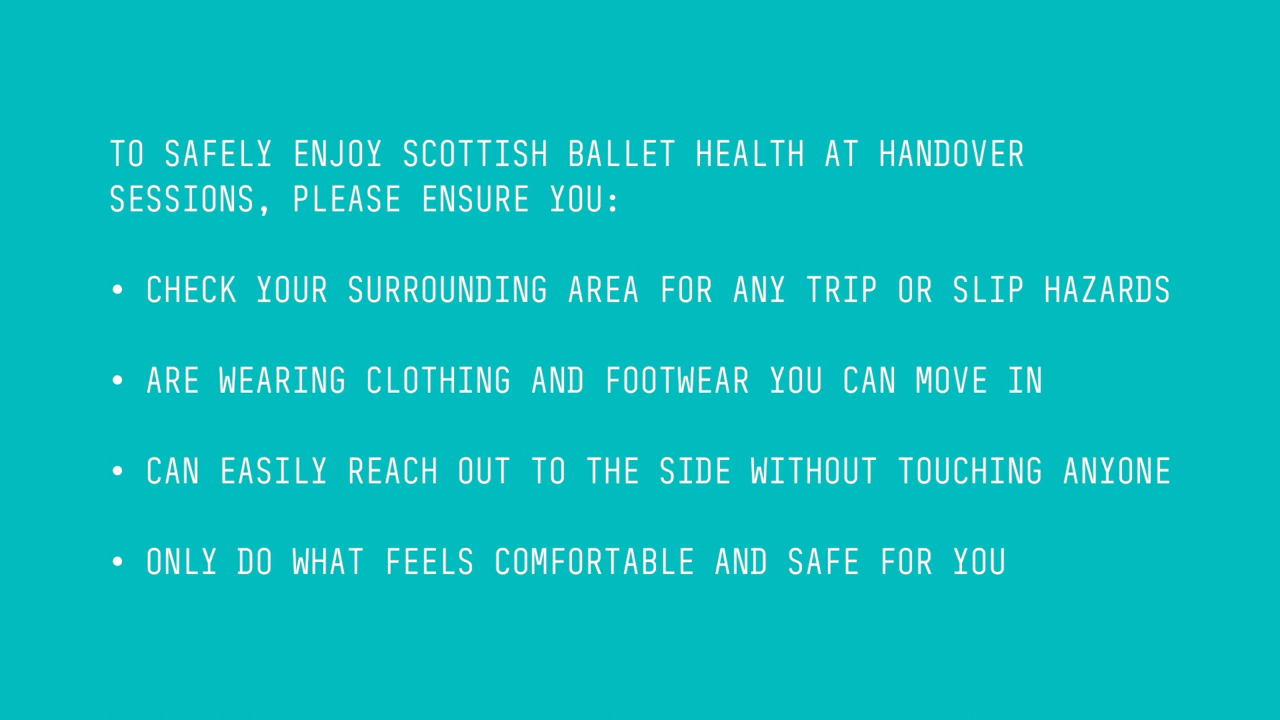 TO SAFELY ENJOY SCOTTISH BALLET HEALTH AT HANDOVER
SESSIONS, PLEASE ENSURE YOU:
• CHECK YOUR SURROUNDING AREA FOR ANY TRIP OR SLIP HAZARDS
• ARE WEARING CLOTHING AND FOOTWEAR YOU CAN MOVE IN
• CAN EASILY REACH OUT TO THE SIDE WITHOUT TOUCHING ANYONE
• ONLY DO WHAT FEELS COMFORTABLE AND SAFE FOR YOU